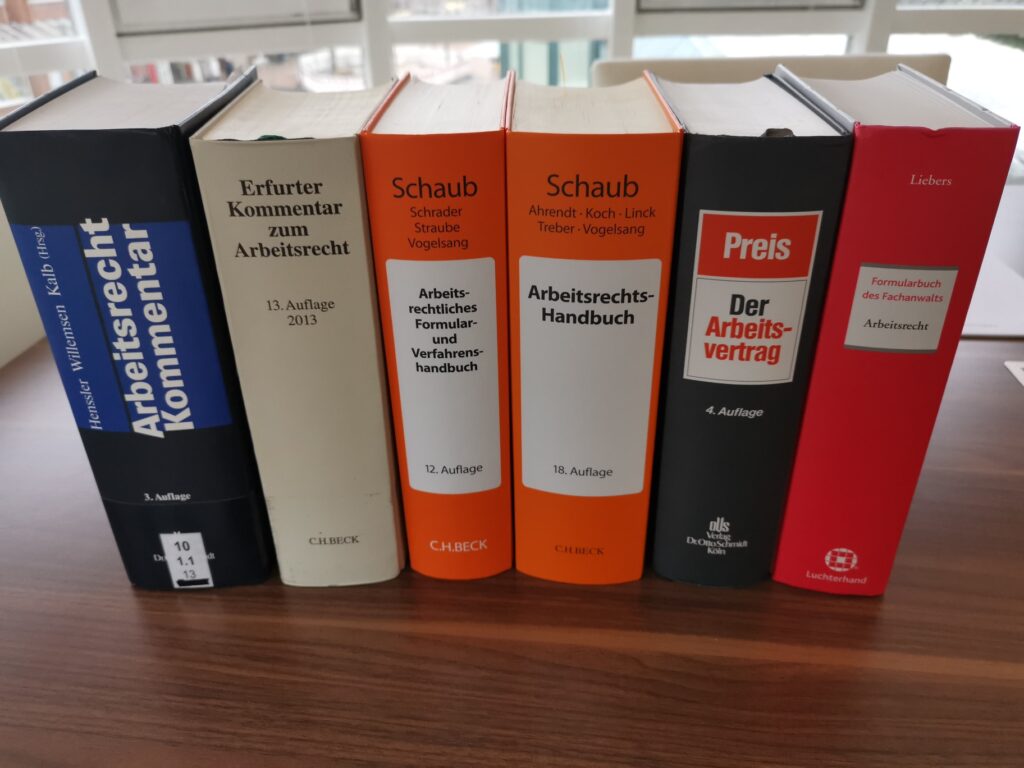 Henssler Willemsen Kalb (Hrsg.)
Arbeitsrecht
Kommentar
3. Auflage
10
1.1
13
Erfurter
Kommentar
zum
Arbeitsrecht
13. Auflage
2013
C.H.BECK
Schaub
Schrader
Straube
Vogelsang
Arbeits-
rechtliches
Formular-
und
Verfahrens-
handbuch
12. Auflage
C.H.BECK
Schaub
Ahrendt · Koch · Linck
Treber · Vogelsang
Arbeitsrechts-
Handbuch
18. Auflage
C.H.BECK
Preis
Der
Arbeits-
vertrag
4. Auflage
ous
Verlag
Dr.OttoSchmidt
Köln
Liebers
Formularbuch
des Fachanwalts
Arbeitsrecht
Luchterhand